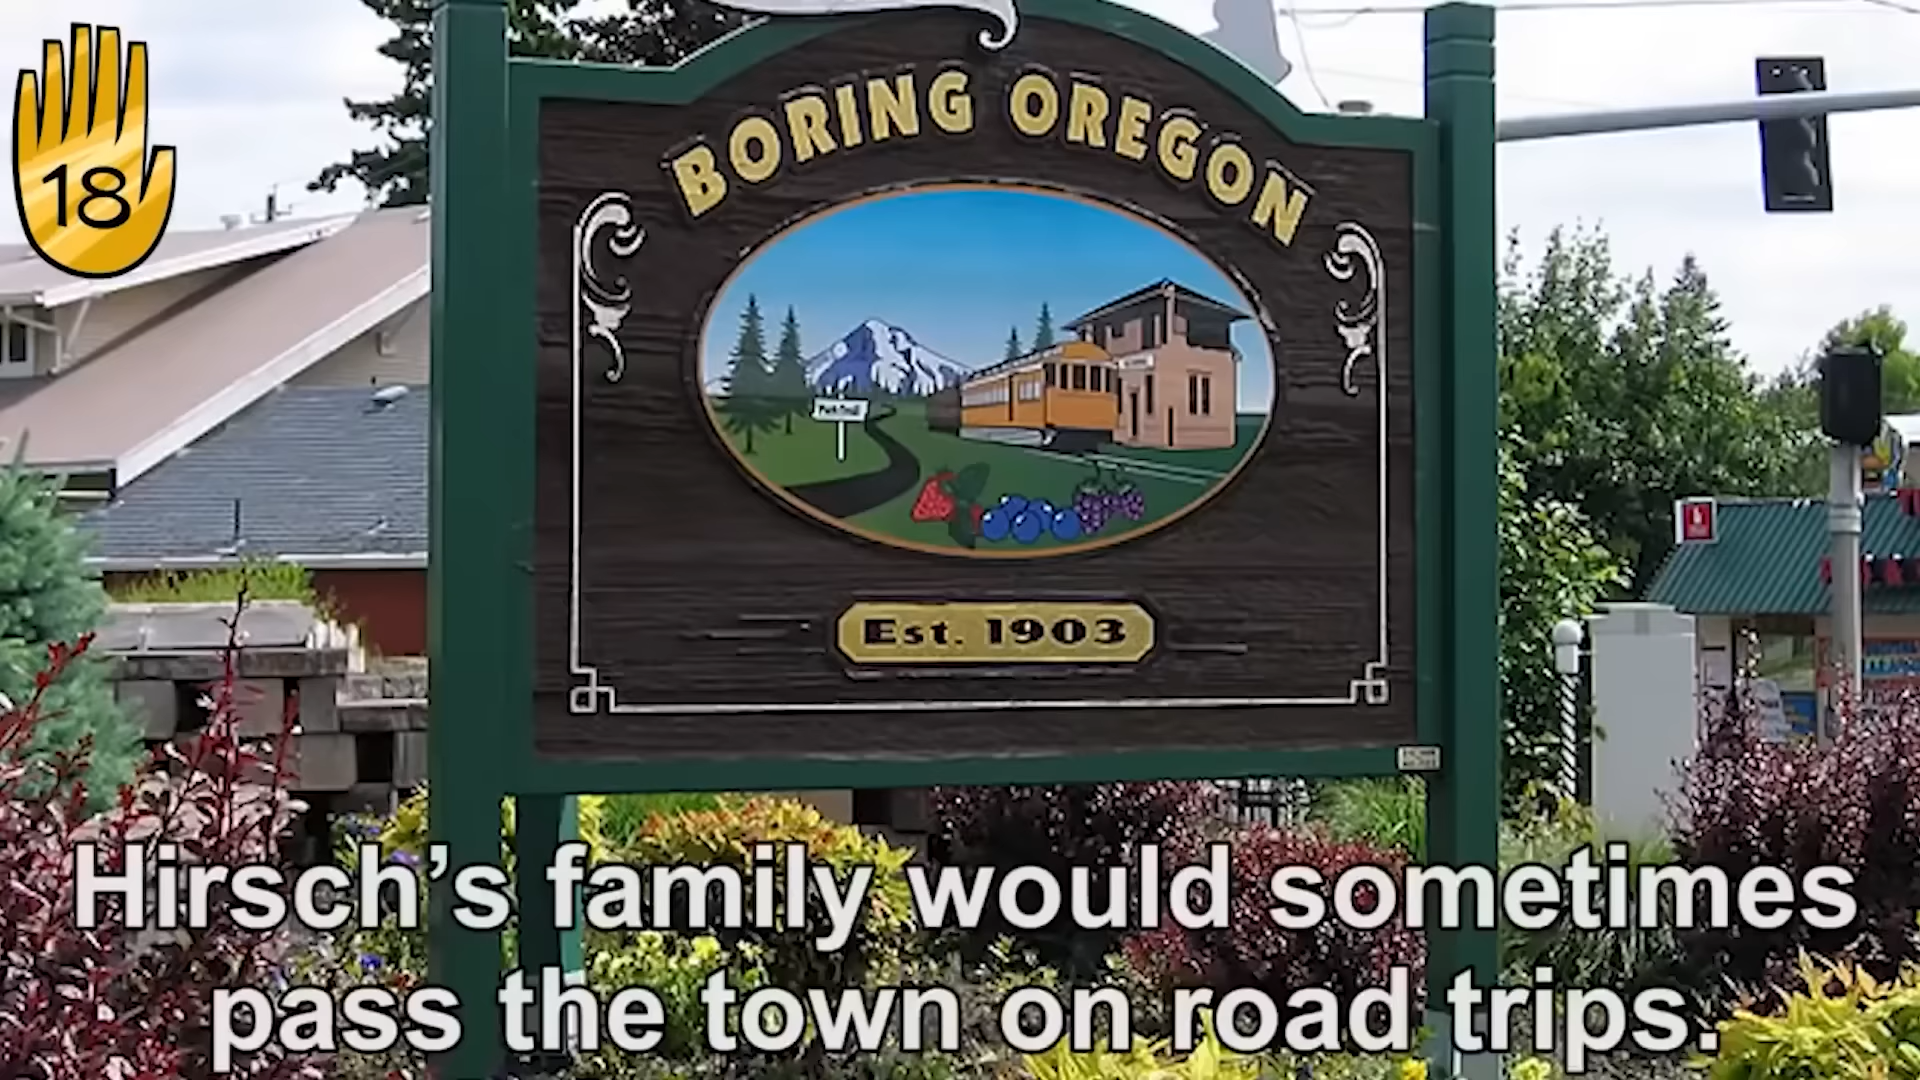 18
BORING OREGON
Est. 1903
Hirsch's family would sometimes
pass the town on road trips.